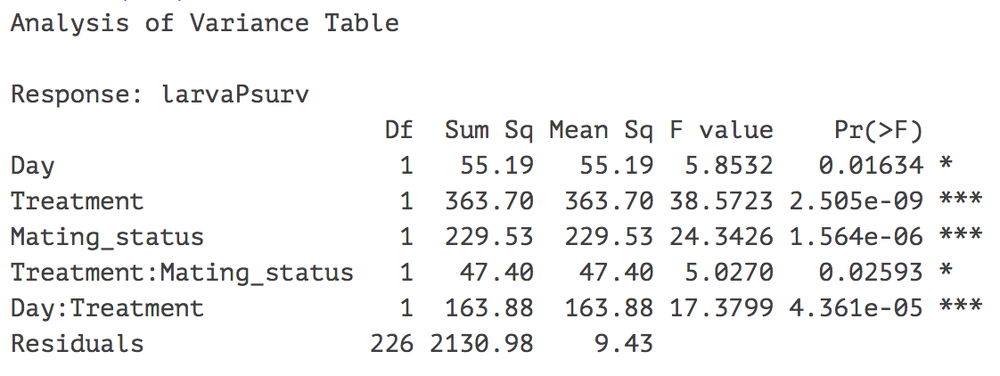 Analysis of Variance Table
Response: larvaPsurv
Df Sum Sq Mean Sq F value Pr(>F)
Day 1 55.19 55.19 5.8532 0.01634 *
Treatment 1 363.70 363.70 38.5723 2.505e-09 ***
Mating_status 1 229.53 229.53 24.3426 1.564e-06 ***
Treatment:Mating_status 1 47.40 47.40 5.0270 0.02593 *
Day:Treatment 1 163.88 163.88 17.3799 4.361e-05 ***
Residuals 226 2130.98 9.43